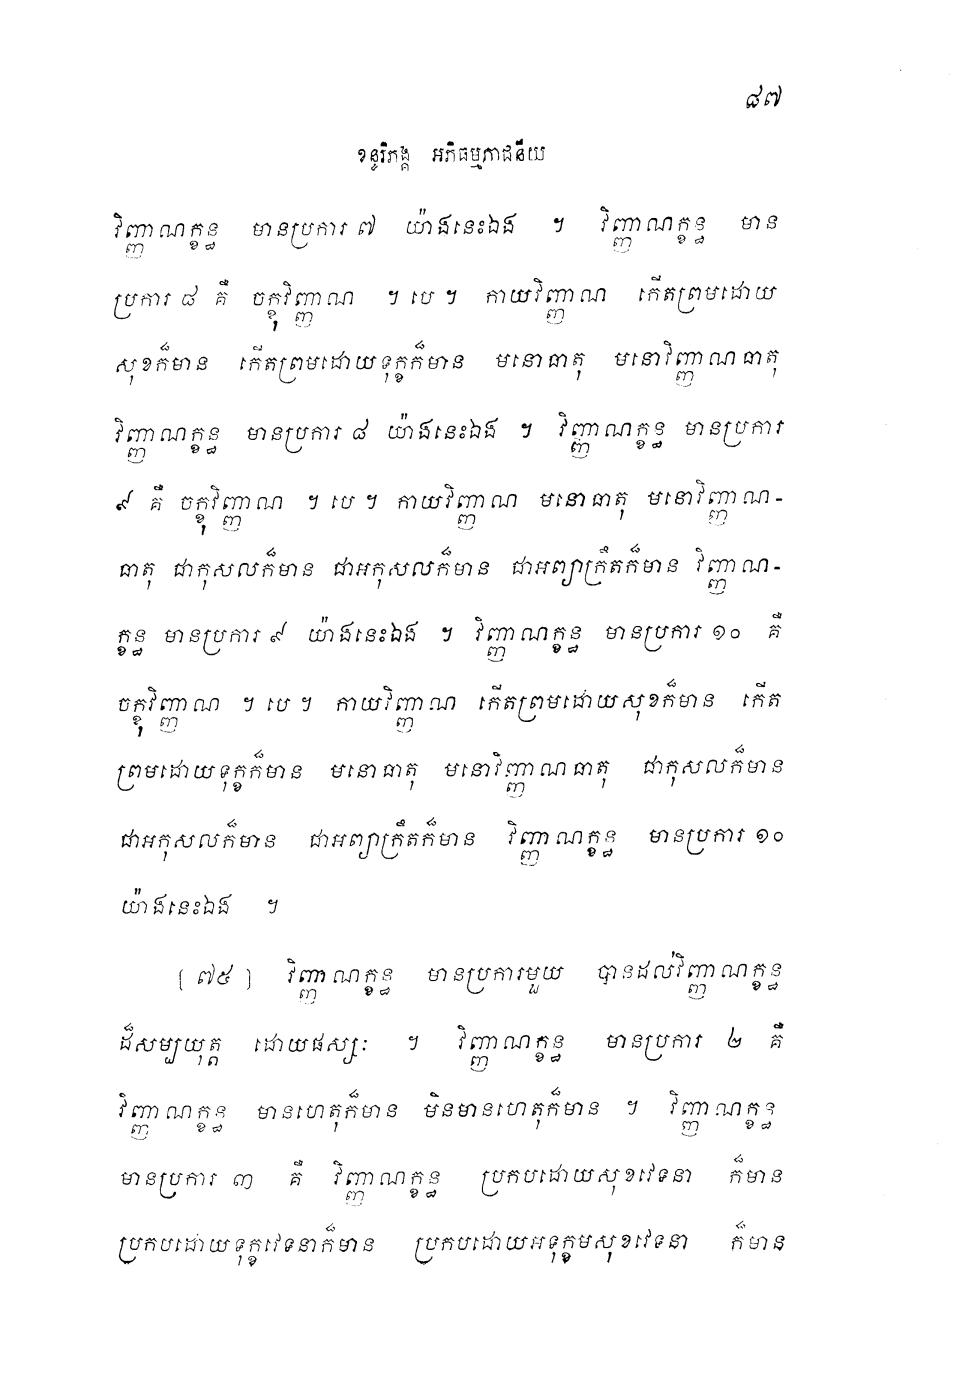 ៨៧
ខន្ធវិភង្គ អភិធម្មភាជនីយ
វិញ្ញាណក្ខន្ធ មានប្រការ ៧ យ៉ាងនេះឯង ។ វិញ្ញាណក្ខន្ធ មាន
ប្រការ ៨ គឺ ចក្ខុវិញ្ញាណ ។ បេ ។ កាយវិញ្ញាណ កើតព្រមដោយ
សុខក៏មាន កើតព្រមដោយទុក្ខក៏មាន មនោធាតុ មនោវិញ្ញាណធាតុ
វិញ្ញាណក្ខន្ធ មានប្រការ ៨ យ៉ាងនេះឯង ។ វិញ្ញាណក្ខន្ធ មានប្រការ
៩ គឺ ចក្ខុវិញ្ញាណ ។ បេ ។ កាយវិញ្ញាណ មនោធាតុ មនោវិញ្ញាណ-
ធាតុ ជាកុសលក៏មាន ជាអកុសលក៏មាន ជាអព្យាក្រឹតក៏មាន វិញ្ញាណ-
ក្ខន្ធ មានប្រការ ៩ យ៉ាងនេះឯង ។ វិញ្ញាណក្ខន្ធ មានប្រការ ១០ គឺ
ចក្ខុវិញ្ញាណ ។ បេ ។ កាយវិញ្ញាណ កើតព្រមដោយសុខក៏មាន កើត
ព្រមដោយទុក្ខក៏មាន មនោធាតុ មនោវិញ្ញាណធាតុ ជាកុសលក៏មាន
ជាអកុសលក៏មាន ជាអព្យាក្រឹតក៏មាន វិញ្ញាណក្ខន្ធ មានប្រការ ១០
យ៉ាងនេះឯង ។
[ ៧៥ ] វិញ្ញាណក្ខន្ធ មានប្រការមួយ បានដល់វិញ្ញាណក្ខន្ធ
ដ៏សម្បយុត្ត ដោយផស្សៈ ។ វិញ្ញាណក្ខន្ធ មានប្រការ ២ គឺ
វិញ្ញាណក្ខន្ធ មានហេតុក៏មាន មិនមានហេតុក៏មាន ។ វិញ្ញាណក្ខន្ធ
មានប្រការ ៣ គឺ វិញ្ញាណក្ខន្ធ ប្រកបដោយសុខវេទនា ក៏មាន
ប្រកបដោយទុក្ខវេទនាក៏មាន ប្រកបដោយអទុក្ខមសុខវេទនា ក៏មាន